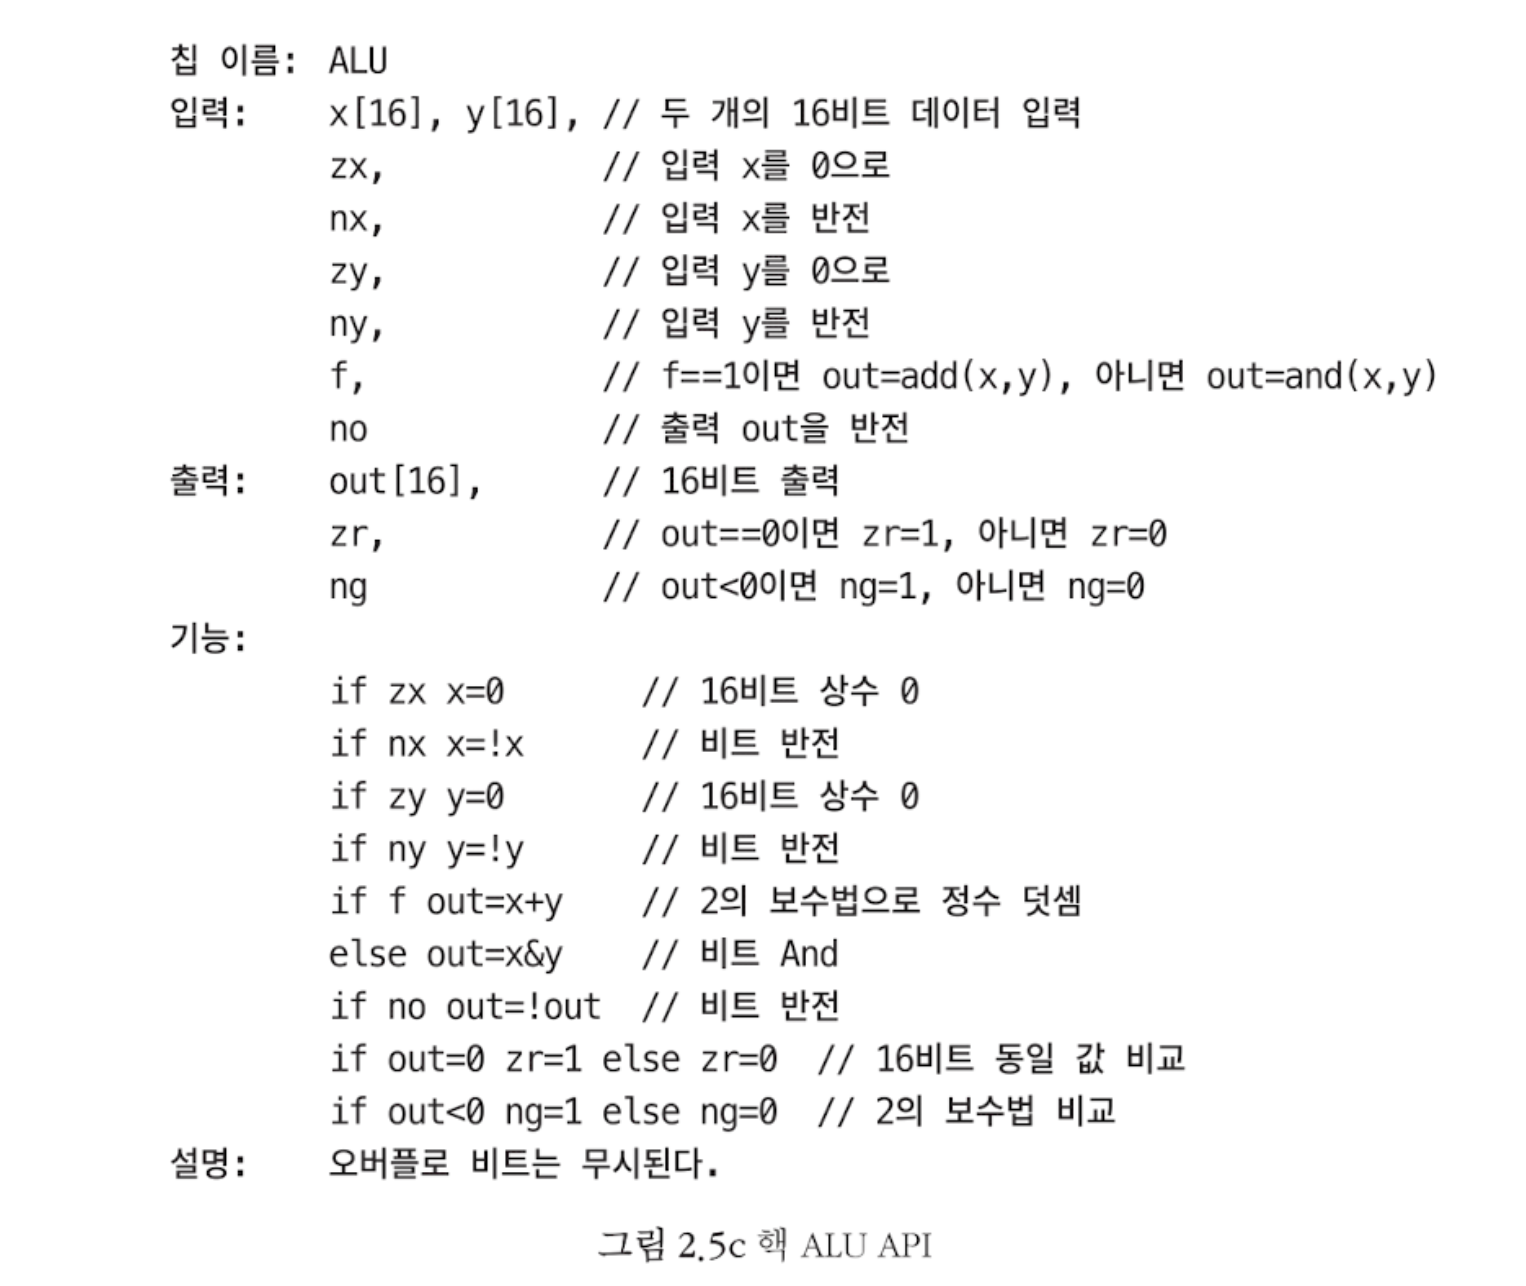 칩 이름: ALU
입력: x[16], y[16], // 두 개의 16비트 데이터 입력
zx, // 입력 x를 0으로
nx, // 입력 x를 반전
zy, // 입력 y를 0으로
ny, // 입력 y를 반전
f, // f==1이면 out=add(x,y), 아니면 out=and(x,y)
no // 출력 out을 반전
출력: out[16], // 16비트 출력
zr, // out==0이면 zr=1, 아니면 zr=0
ng // out<0이면 ng=1, 아니면 ng=0
기능:
if zx x=0 // 16비트 상수 0
if nx x=!x // 비트 반전
if zy y=0 // 16비트 상수 0
if ny y=!y // 비트 반전
if f out=x+y // 2의 보수법으로 정수 덧셈
else out=x&y // 비트 And
if no out=!out // 비트 반전
if out=0 zr=1 else zr=0 // 16비트 동일 값 비교
if out<0 ng=1 else ng=0 // 2의 보수법 비교
설명: 오버플로 비트는 무시된다.
그림 2.5c 핵 ALU API